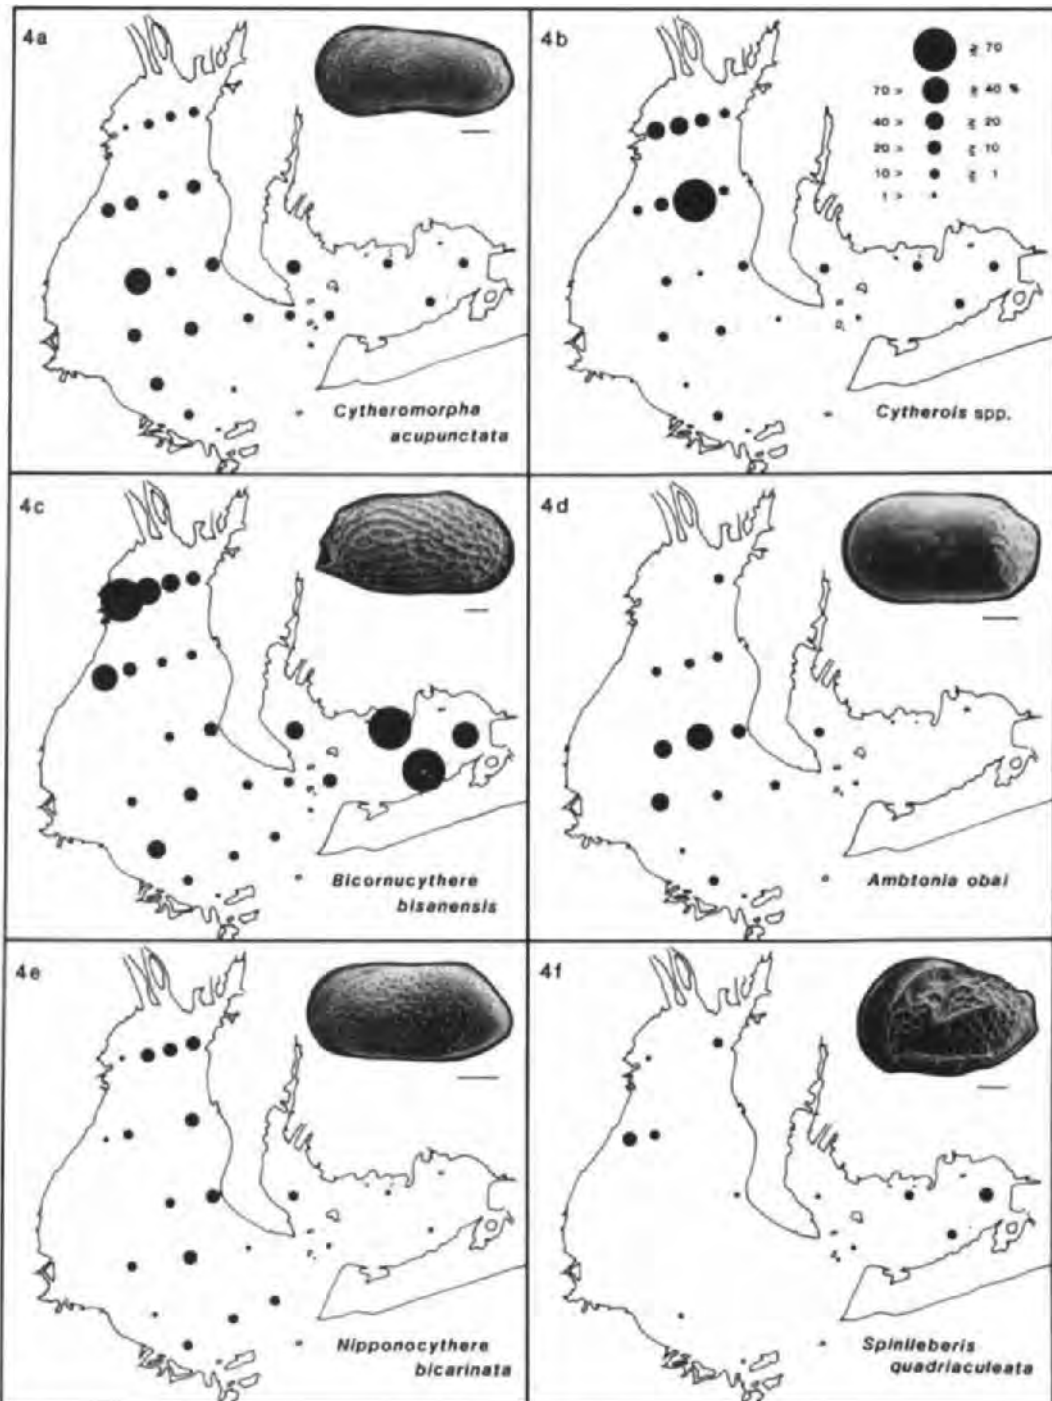 4a
Cytheromorpha
acupunctata
4b
≧ 70
70 > ≧ 40 %
40 > ≧ 20
20 > ≧ 10
10 > ≧ 1
1 >
Cytherois spp.
4c
Bicornucythere
bisanensis
4d
Ambtonia obai
4e
Nipponocythere
bicarinata
4f
Spinileberis
quadriaculeata